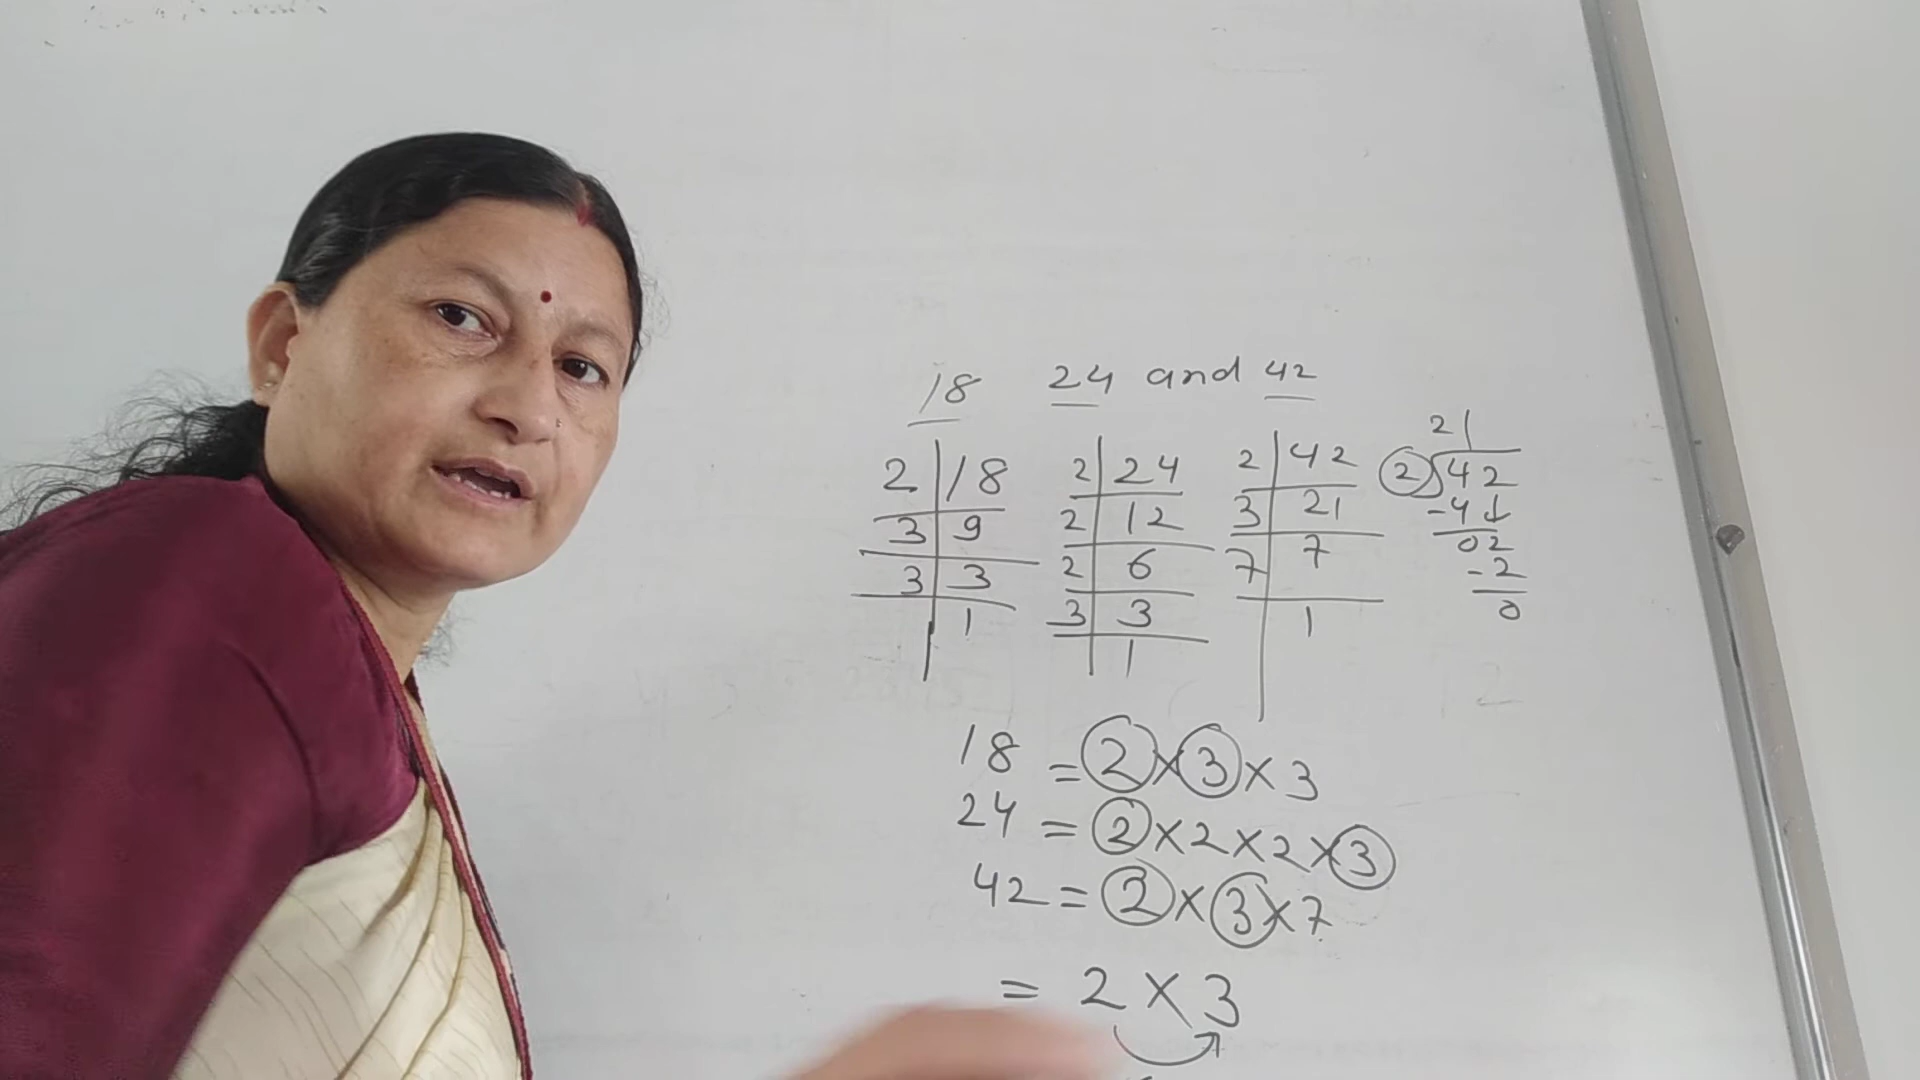 18 24 and 42
2 | 18
3 | 9
3 | 3
1
2 | 24
2 | 12
2 | 6
3 | 3
1
2 | 42
3 | 21
7 | 7
1
21
2)42
-4↓
02
-2
0
18 = 2×3×3
24 = 2×2×2×3
42 = 2×3×7
= 2×3